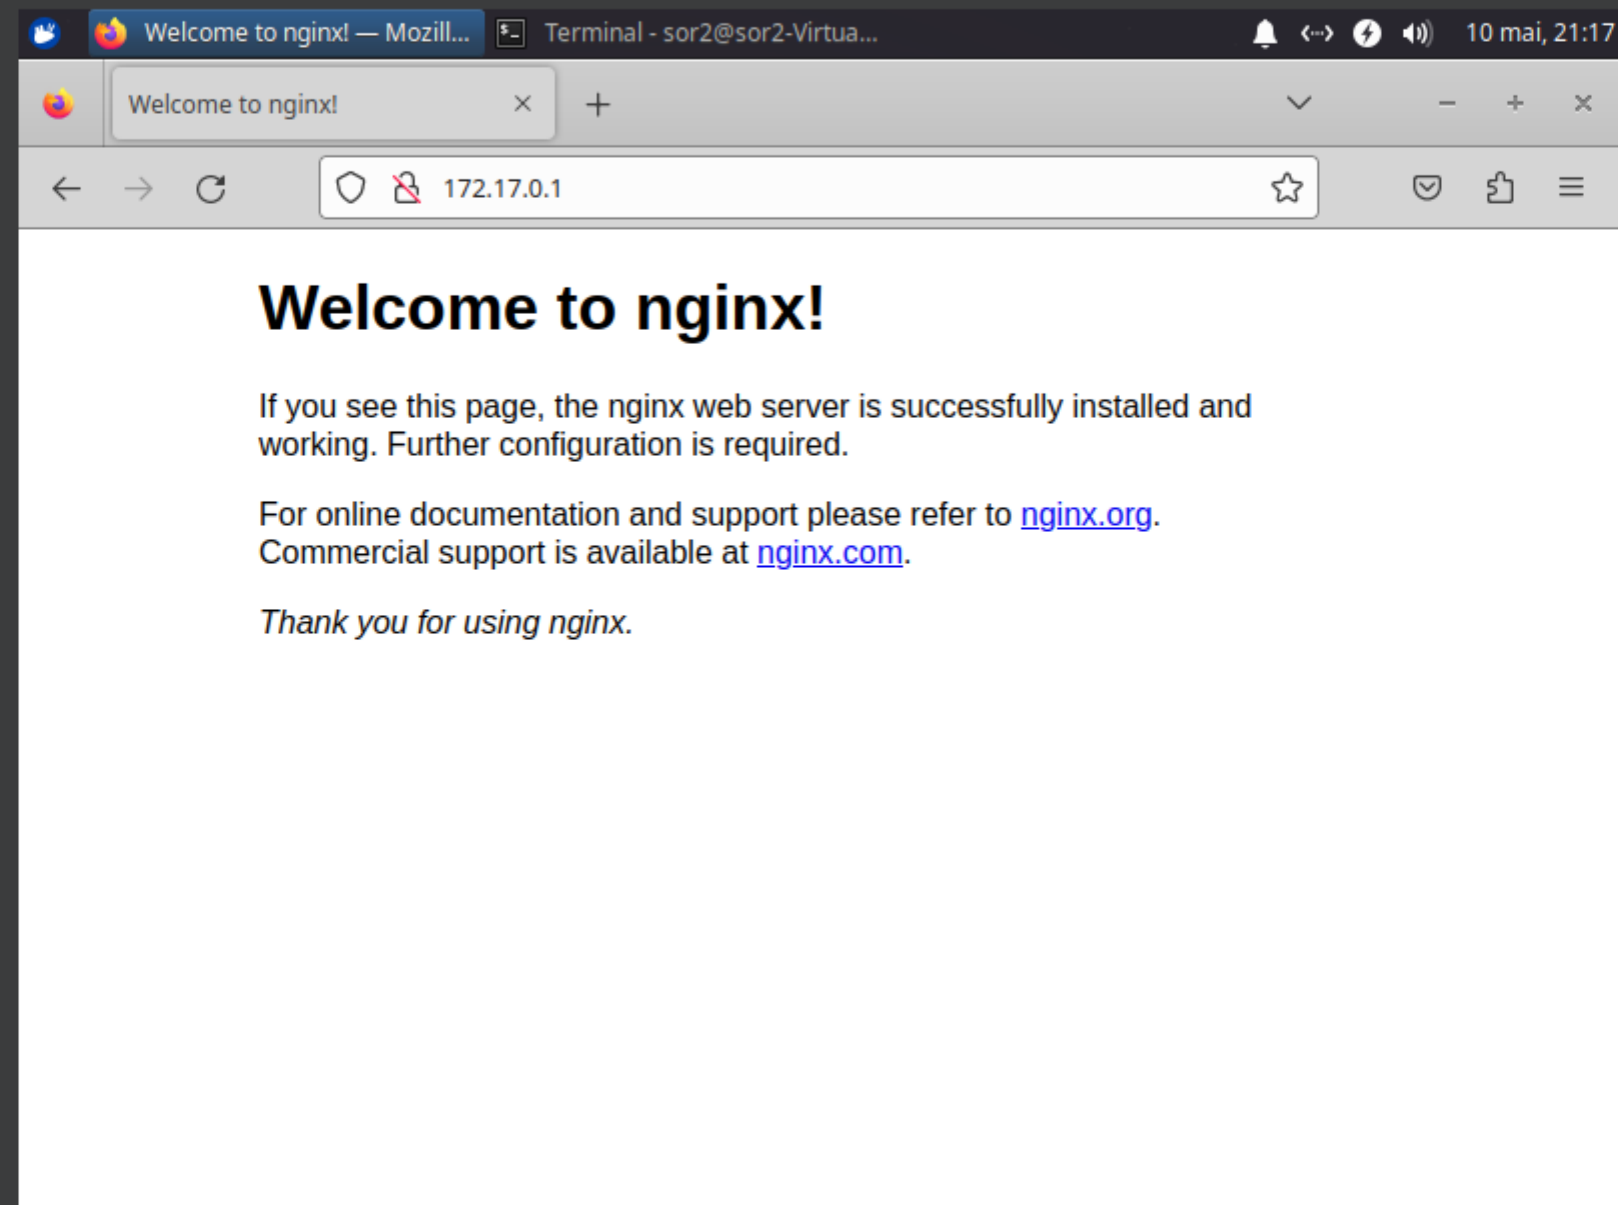 Welcome to nginx! — Mozill... Terminal - sor2@sor2-Virtua... 10 mai, 21:17
Welcome to nginx!
172.17.0.1
Welcome to nginx!
If you see this page, the nginx web server is successfully installed and
working. Further configuration is required.
For online documentation and support please refer to nginx.org.
Commercial support is available at nginx.com.
Thank you for using nginx.